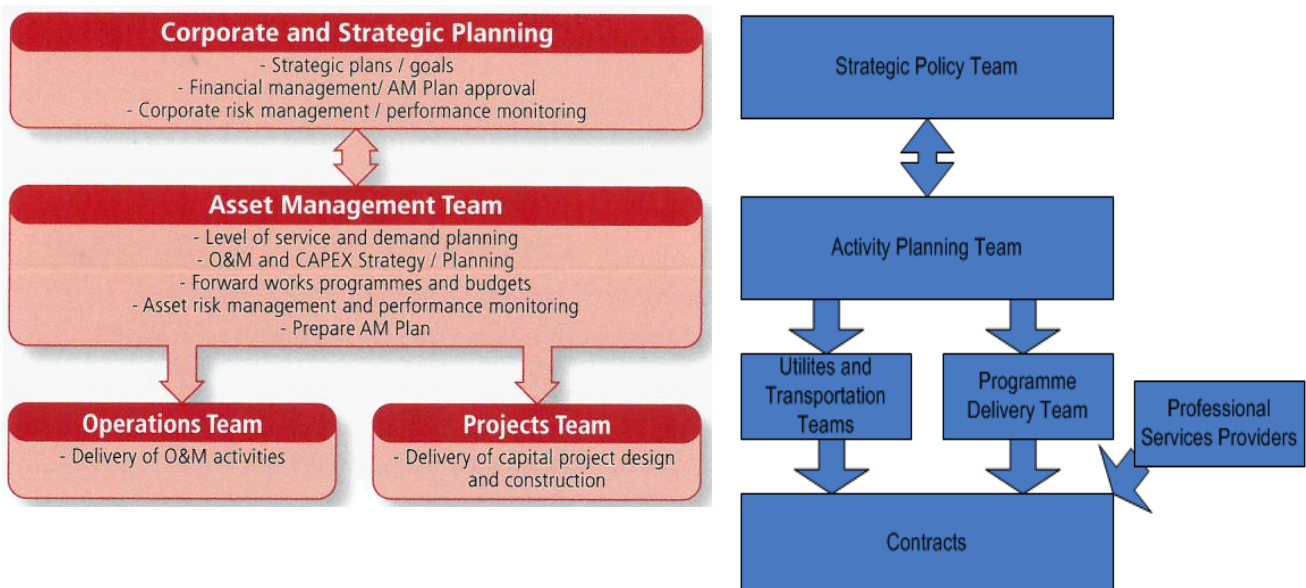 Corporate and Strategic Planning
- Strategic plans / goals
- Financial management/ AM Plan approval
- Corporate risk management / performance monitoring
Asset Management Team
- Level of service and demand planning
- O&M and CAPEX Strategy / Planning
- Forward works programmes and budgets
- Asset risk management and performance monitoring
- Prepare AM Plan
Operations Team
- Delivery of O&M activities
Projects Team
- Delivery of capital project design
and construction
Strategic Policy Team
Activity Planning Team
Utilites and
Transportation
Teams
Programme
Delivery Team
Professional
Services Providers
Contracts